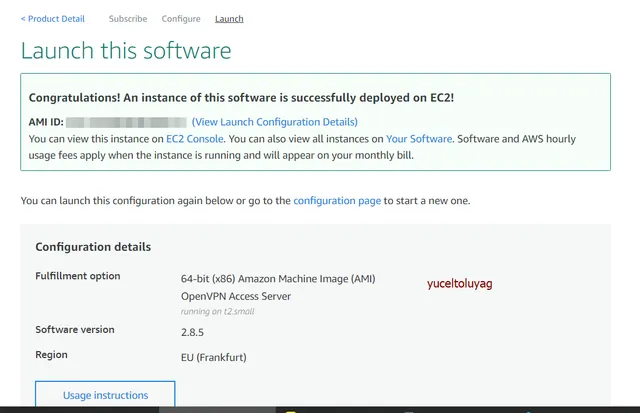 < Product Detail Subscribe Configure Launch
Launch this software
Congratulations! An instance of this software is successfully deployed on EC2!
AMI ID: (View Launch Configuration Details)
You can view this instance on EC2 Console. You can also view all instances on Your Software. Software and AWS hourly
usage fees apply when the instance is running and will appear on your monthly bill.
You can launch this configuration again below or go to the configuration page to start a new one.
Configuration details
Fulfillment option 64-bit (x86) Amazon Machine Image (AMI)
yuceltoluyag
OpenVPN Access Server
running on t2.small
Software version 2.8.5
Region EU (Frankfurt)
Usage instructions